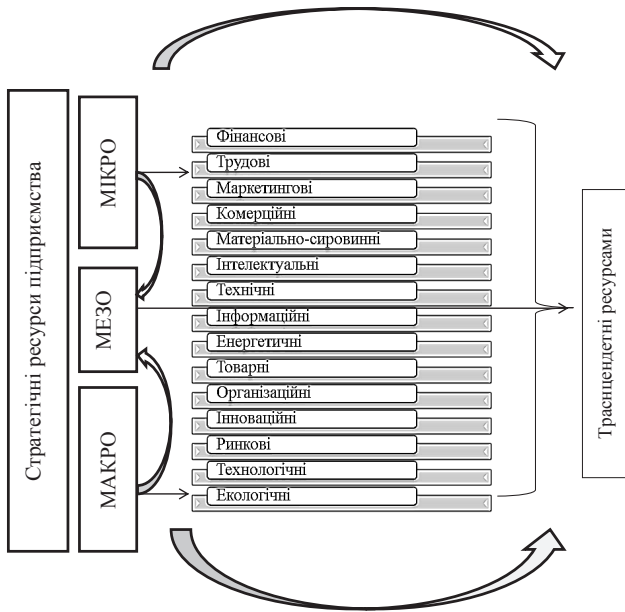 Стратегічні ресурси підприємства
МІКРО
МЕЗО
МАКРО
Фінансові
Трудові
Маркетингові
Комерційні
Матеріально-сировинні
Інтелектуальні
Технічні
Інформаційні
Енергетичні
Товарні
Організаційні
Інноваційні
Ринкові
Технологічні
Екологічні
Траснцендетні ресурсами